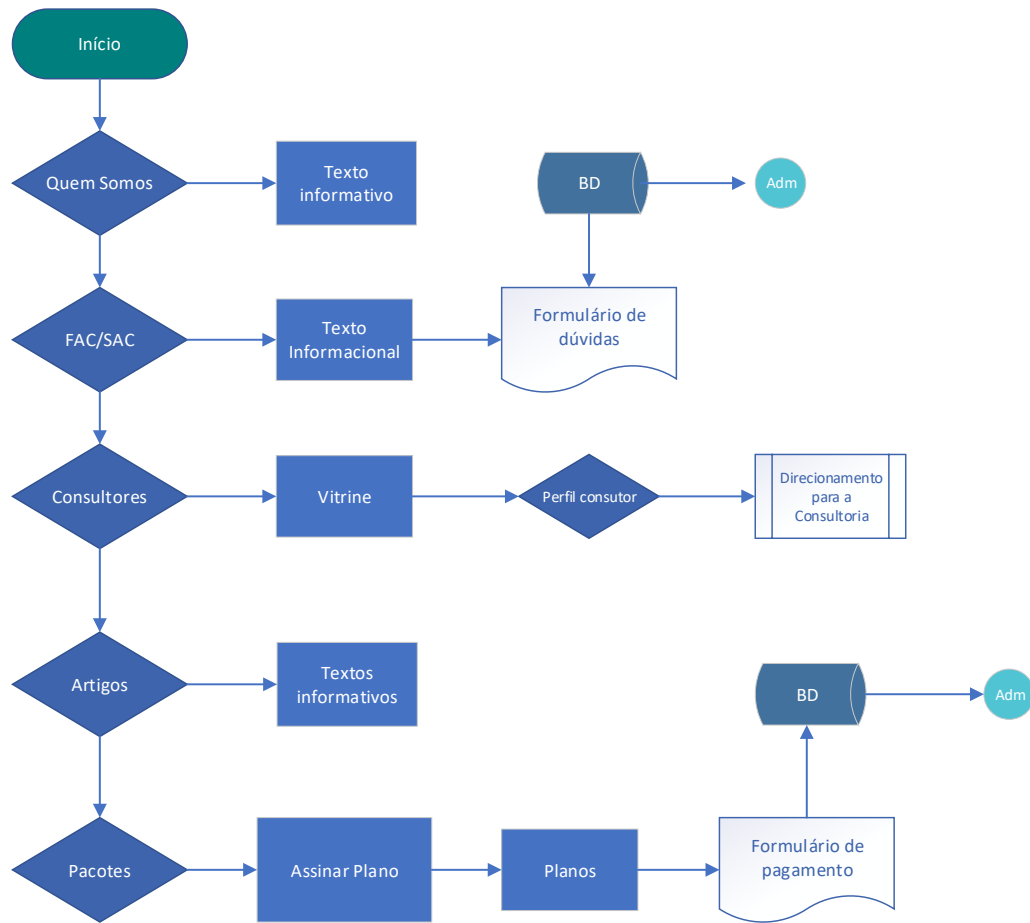 Início
Quem Somos
Texto
informativo
BD
Adm
FAC/SAC
Texto
Informacional
Formulário de
dúvidas
Consultores
Vitrine
Perfil consutor
Direcionamento
para a
Consultoria
Artigos
Textos
informativos
BD
Adm
Pacotes
Assinar Plano
Planos
Formulário de
pagamento